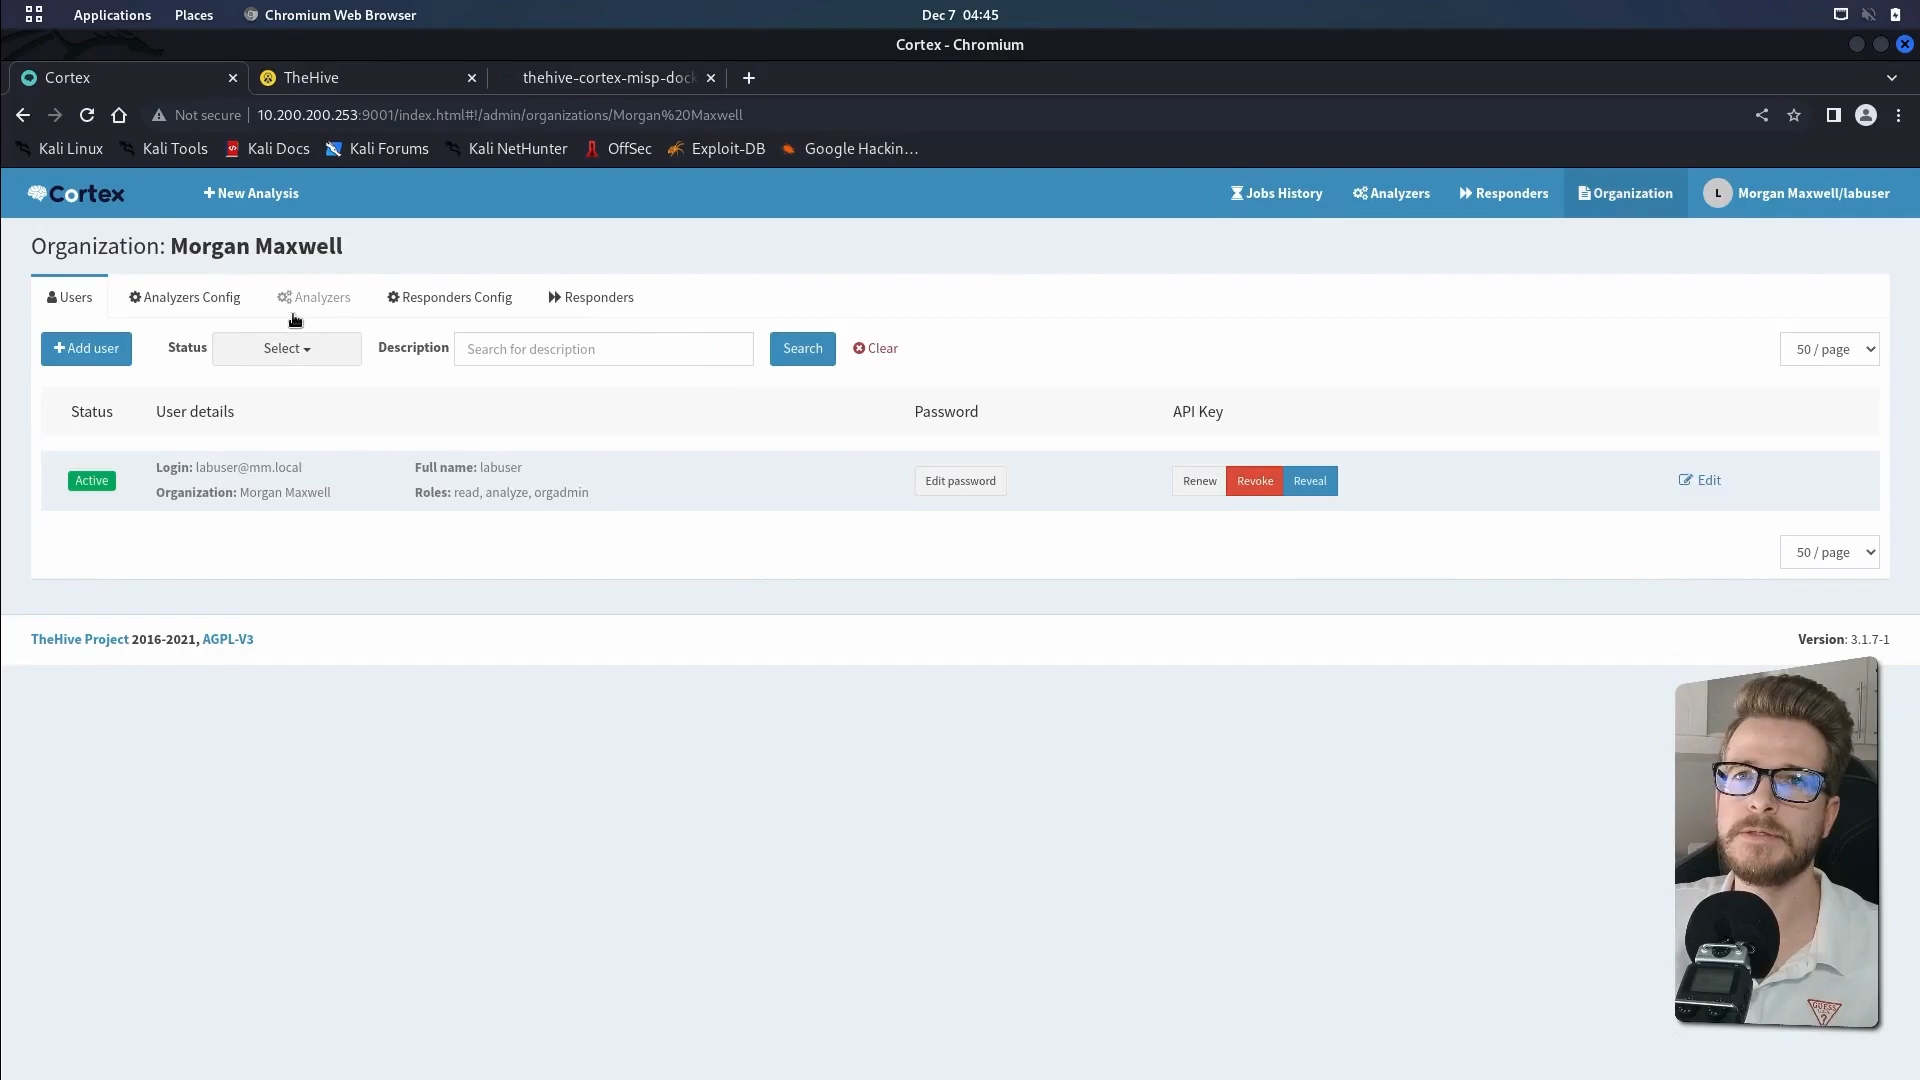 Applications Places Chromium Web Browser Dec 7 04:45
Cortex - Chromium
Cortex TheHive thehive-cortex-misp-dock
Not secure 10.200.200.253:9001/index.html#!/admin/organizations/Morgan%20Maxwell
Kali Linux Kali Tools Kali Docs Kali Forums Kali NetHunter OffSec Exploit-DB Google Hackin…
Cortex + New Analysis Jobs History Analyzers Responders Organization L Morgan Maxwell/labuser
Organization: Morgan Maxwell
Users Analyzers Config Analyzers Responders Config Responders
+ Add user Status Select Description Search for description Search Clear 50 / page
Status User details Password API Key
Login: labuser@mm.local Full name: labuser
Active Edit password Renew Revoke Reveal Edit
Organization: Morgan Maxwell Roles: read, analyze, orgadmin
50 / page
TheHive Project 2016-2021, AGPL-V3 Version: 3.1.7-1
GUESS
?